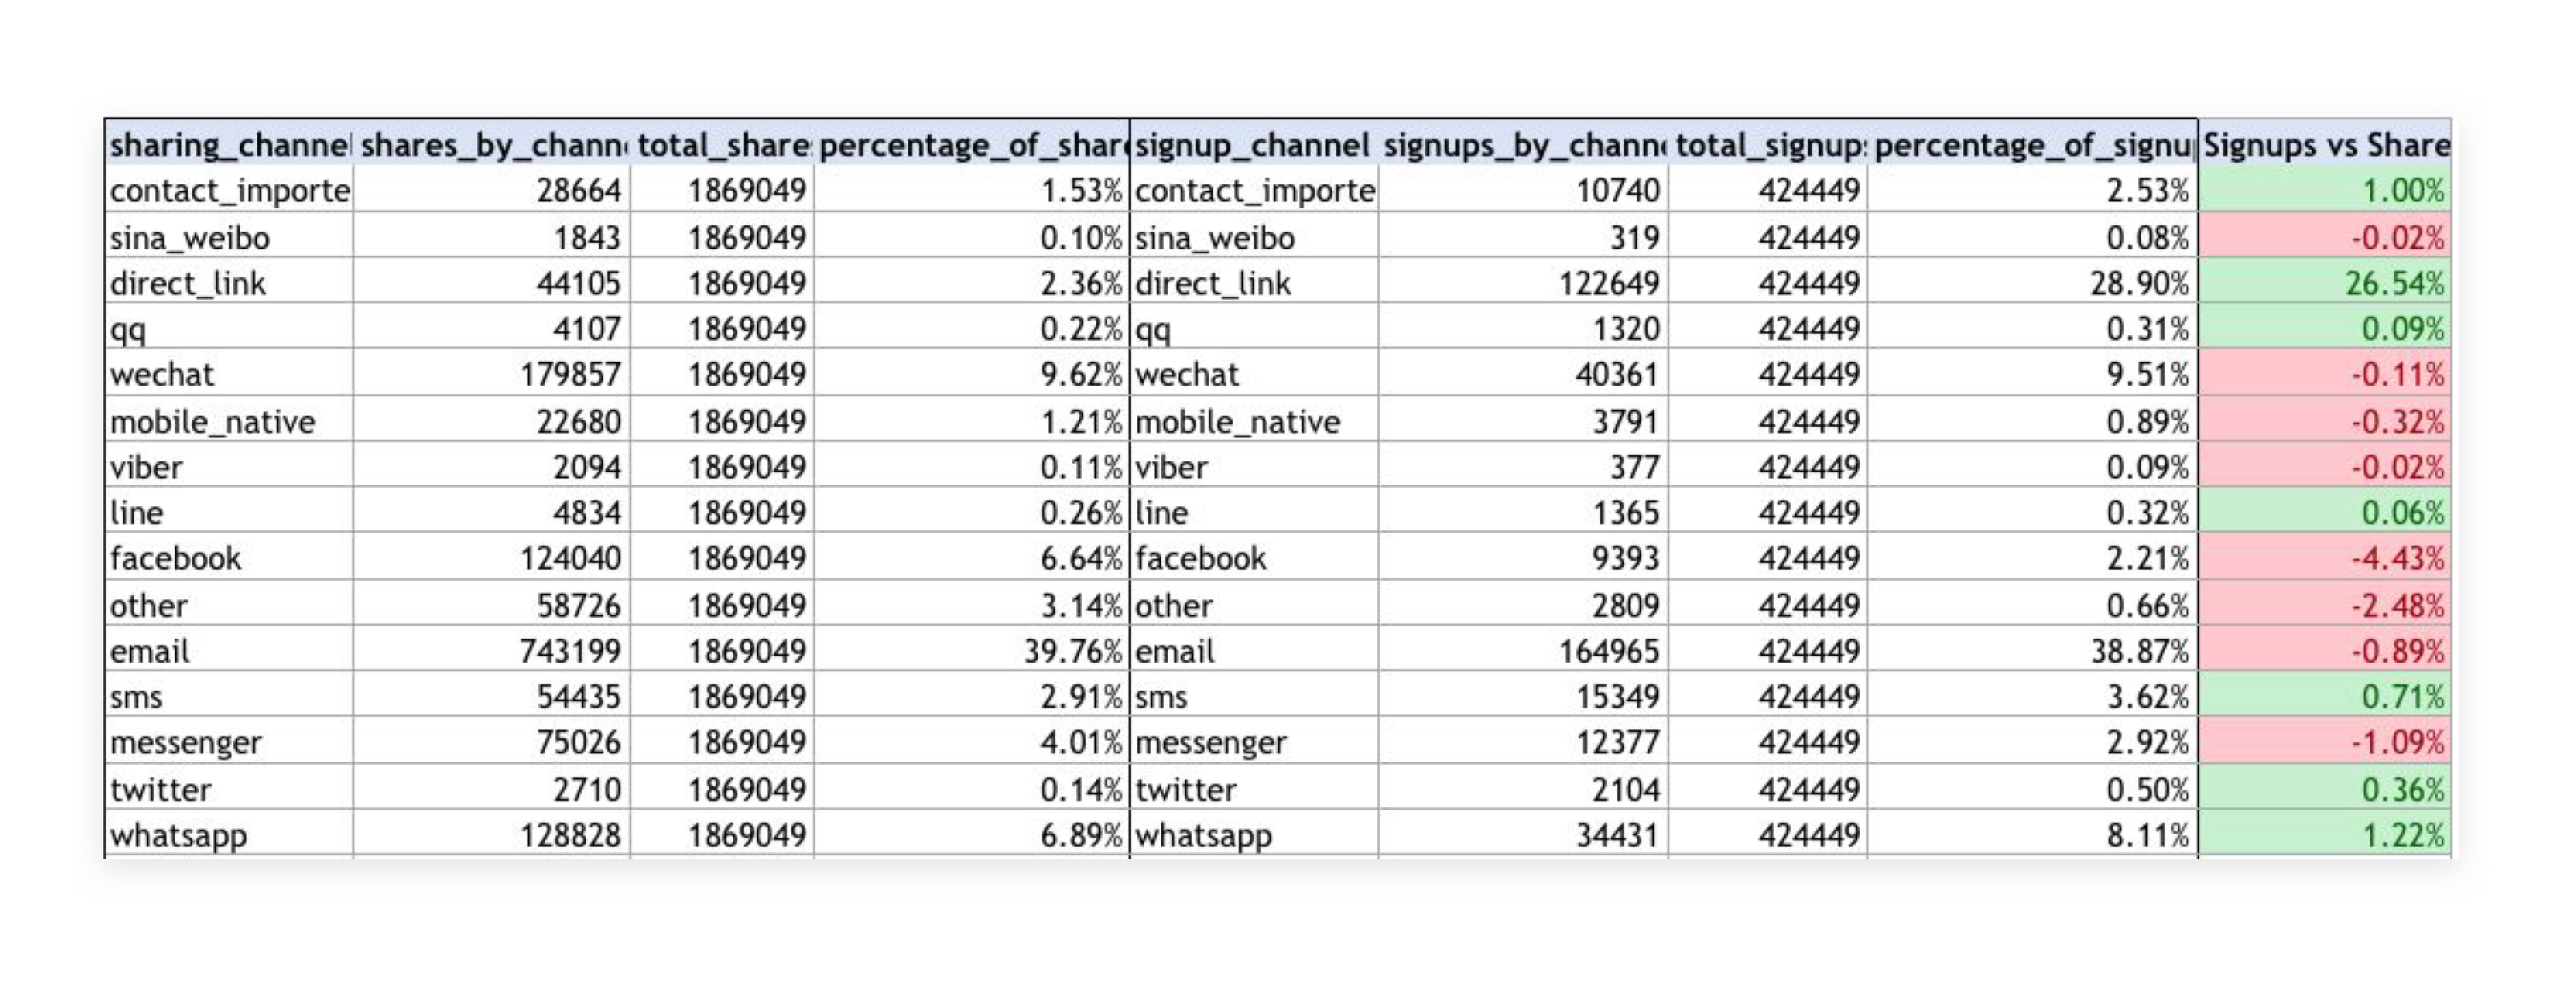 sharing_channel shares_by_chann total_share percentage_of_shar signup_channel signups_by_chann total_signup percentage_of_signu Signups vs Share
contact_importe 28664 1869049 1.53% contact_importe 10740 424449 2.53% 1.00%
sina_weibo 1843 1869049 0.10% sina_weibo 319 424449 0.08% -0.02%
direct_link 44105 1869049 2.36% direct_link 122649 424449 28.90% 26.54%
qq 4107 1869049 0.22% qq 1320 424449 0.31% 0.09%
wechat 179857 1869049 9.62% wechat 40361 424449 9.51% -0.11%
mobile_native 22680 1869049 1.21% mobile_native 3791 424449 0.89% -0.32%
viber 2094 1869049 0.11% viber 377 424449 0.09% -0.02%
line 4834 1869049 0.26% line 1365 424449 0.32% 0.06%
facebook 124040 1869049 6.64% facebook 9393 424449 2.21% -4.43%
other 58726 1869049 3.14% other 2809 424449 0.66% -2.48%
email 743199 1869049 39.76% email 164965 424449 38.87% -0.89%
sms 54435 1869049 2.91% sms 15349 424449 3.62% 0.71%
messenger 75026 1869049 4.01% messenger 12377 424449 2.92% -1.09%
twitter 2710 1869049 0.14% twitter 2104 424449 0.50% 0.36%
whatsapp 128828 1869049 6.89% whatsapp 34431 424449 8.11% 1.22%